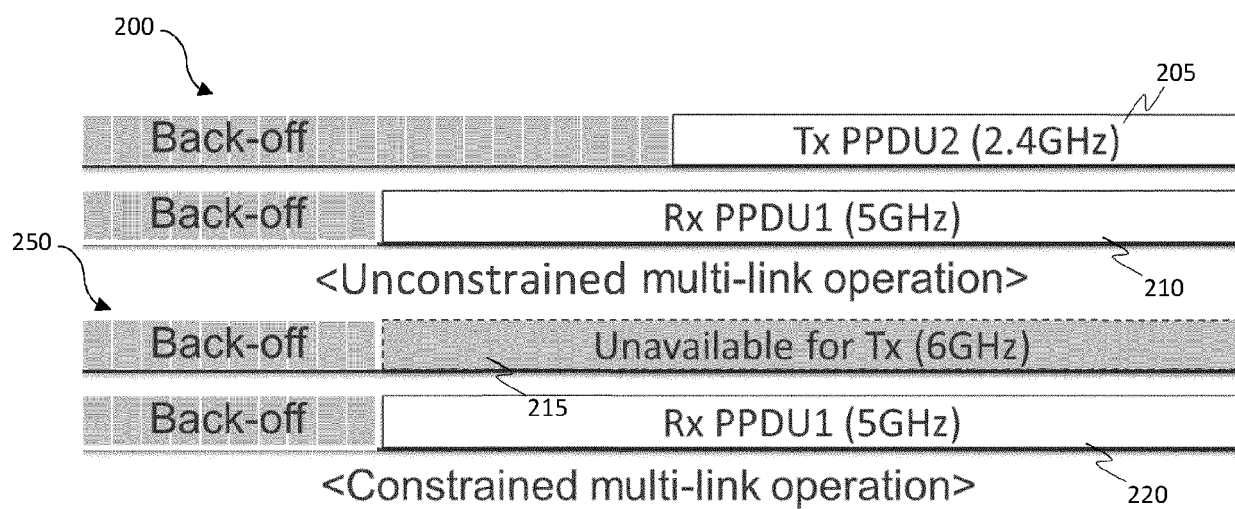 200
205
Back-off Tx PPDU2 (2.4GHz)
Back-off Rx PPDU1 (5GHz)
250
<Unconstrained multi-link operation> 210
Back-off Unavailable for Tx (6GHz)
215
Back-off Rx PPDU1 (5GHz)
<Constrained multi-link operation> 220